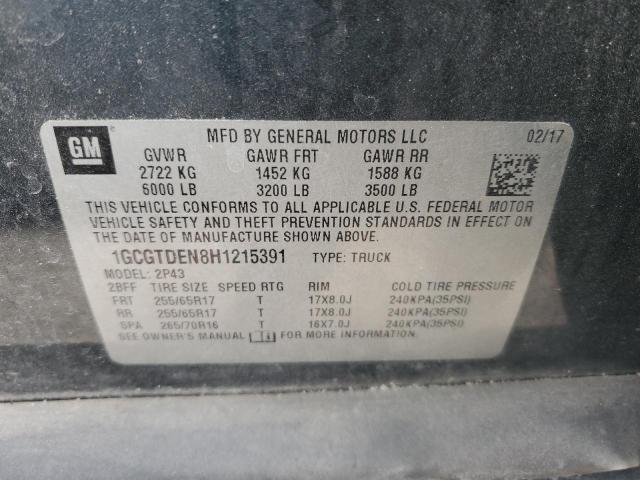 GM
MFD BY GENERAL MOTORS LLC 02/17
GVWR GAWR FRT GAWR RR
2722 KG 1452 KG 1588 KG
6000 LB 3200 LB 3500 LB
THIS VEHICLE CONFORMS TO ALL APPLICABLE U.S. FEDERAL MOTOR
VEHICLE SAFETY AND THEFT PREVENTION STANDARDS IN EFFECT ON
THE DATE OF MANUFACTURE SHOWN ABOVE.
1GCGTDEN8H1215391 TYPE: TRUCK
MODEL: 2P43
2BFF TIRE SIZE SPEED RTG RIM COLD TIRE PRESSURE
FRT 255/65R17 T 17X8.0J 240KPA(35PSI)
RR 255/65R17 T 17X8.0J 240KPA(35PSI)
SPA 265/70R16 T 16X7.0J 240KPA(35PSI)
SEE OWNER'S MANUAL FOR MORE INFORMATION.